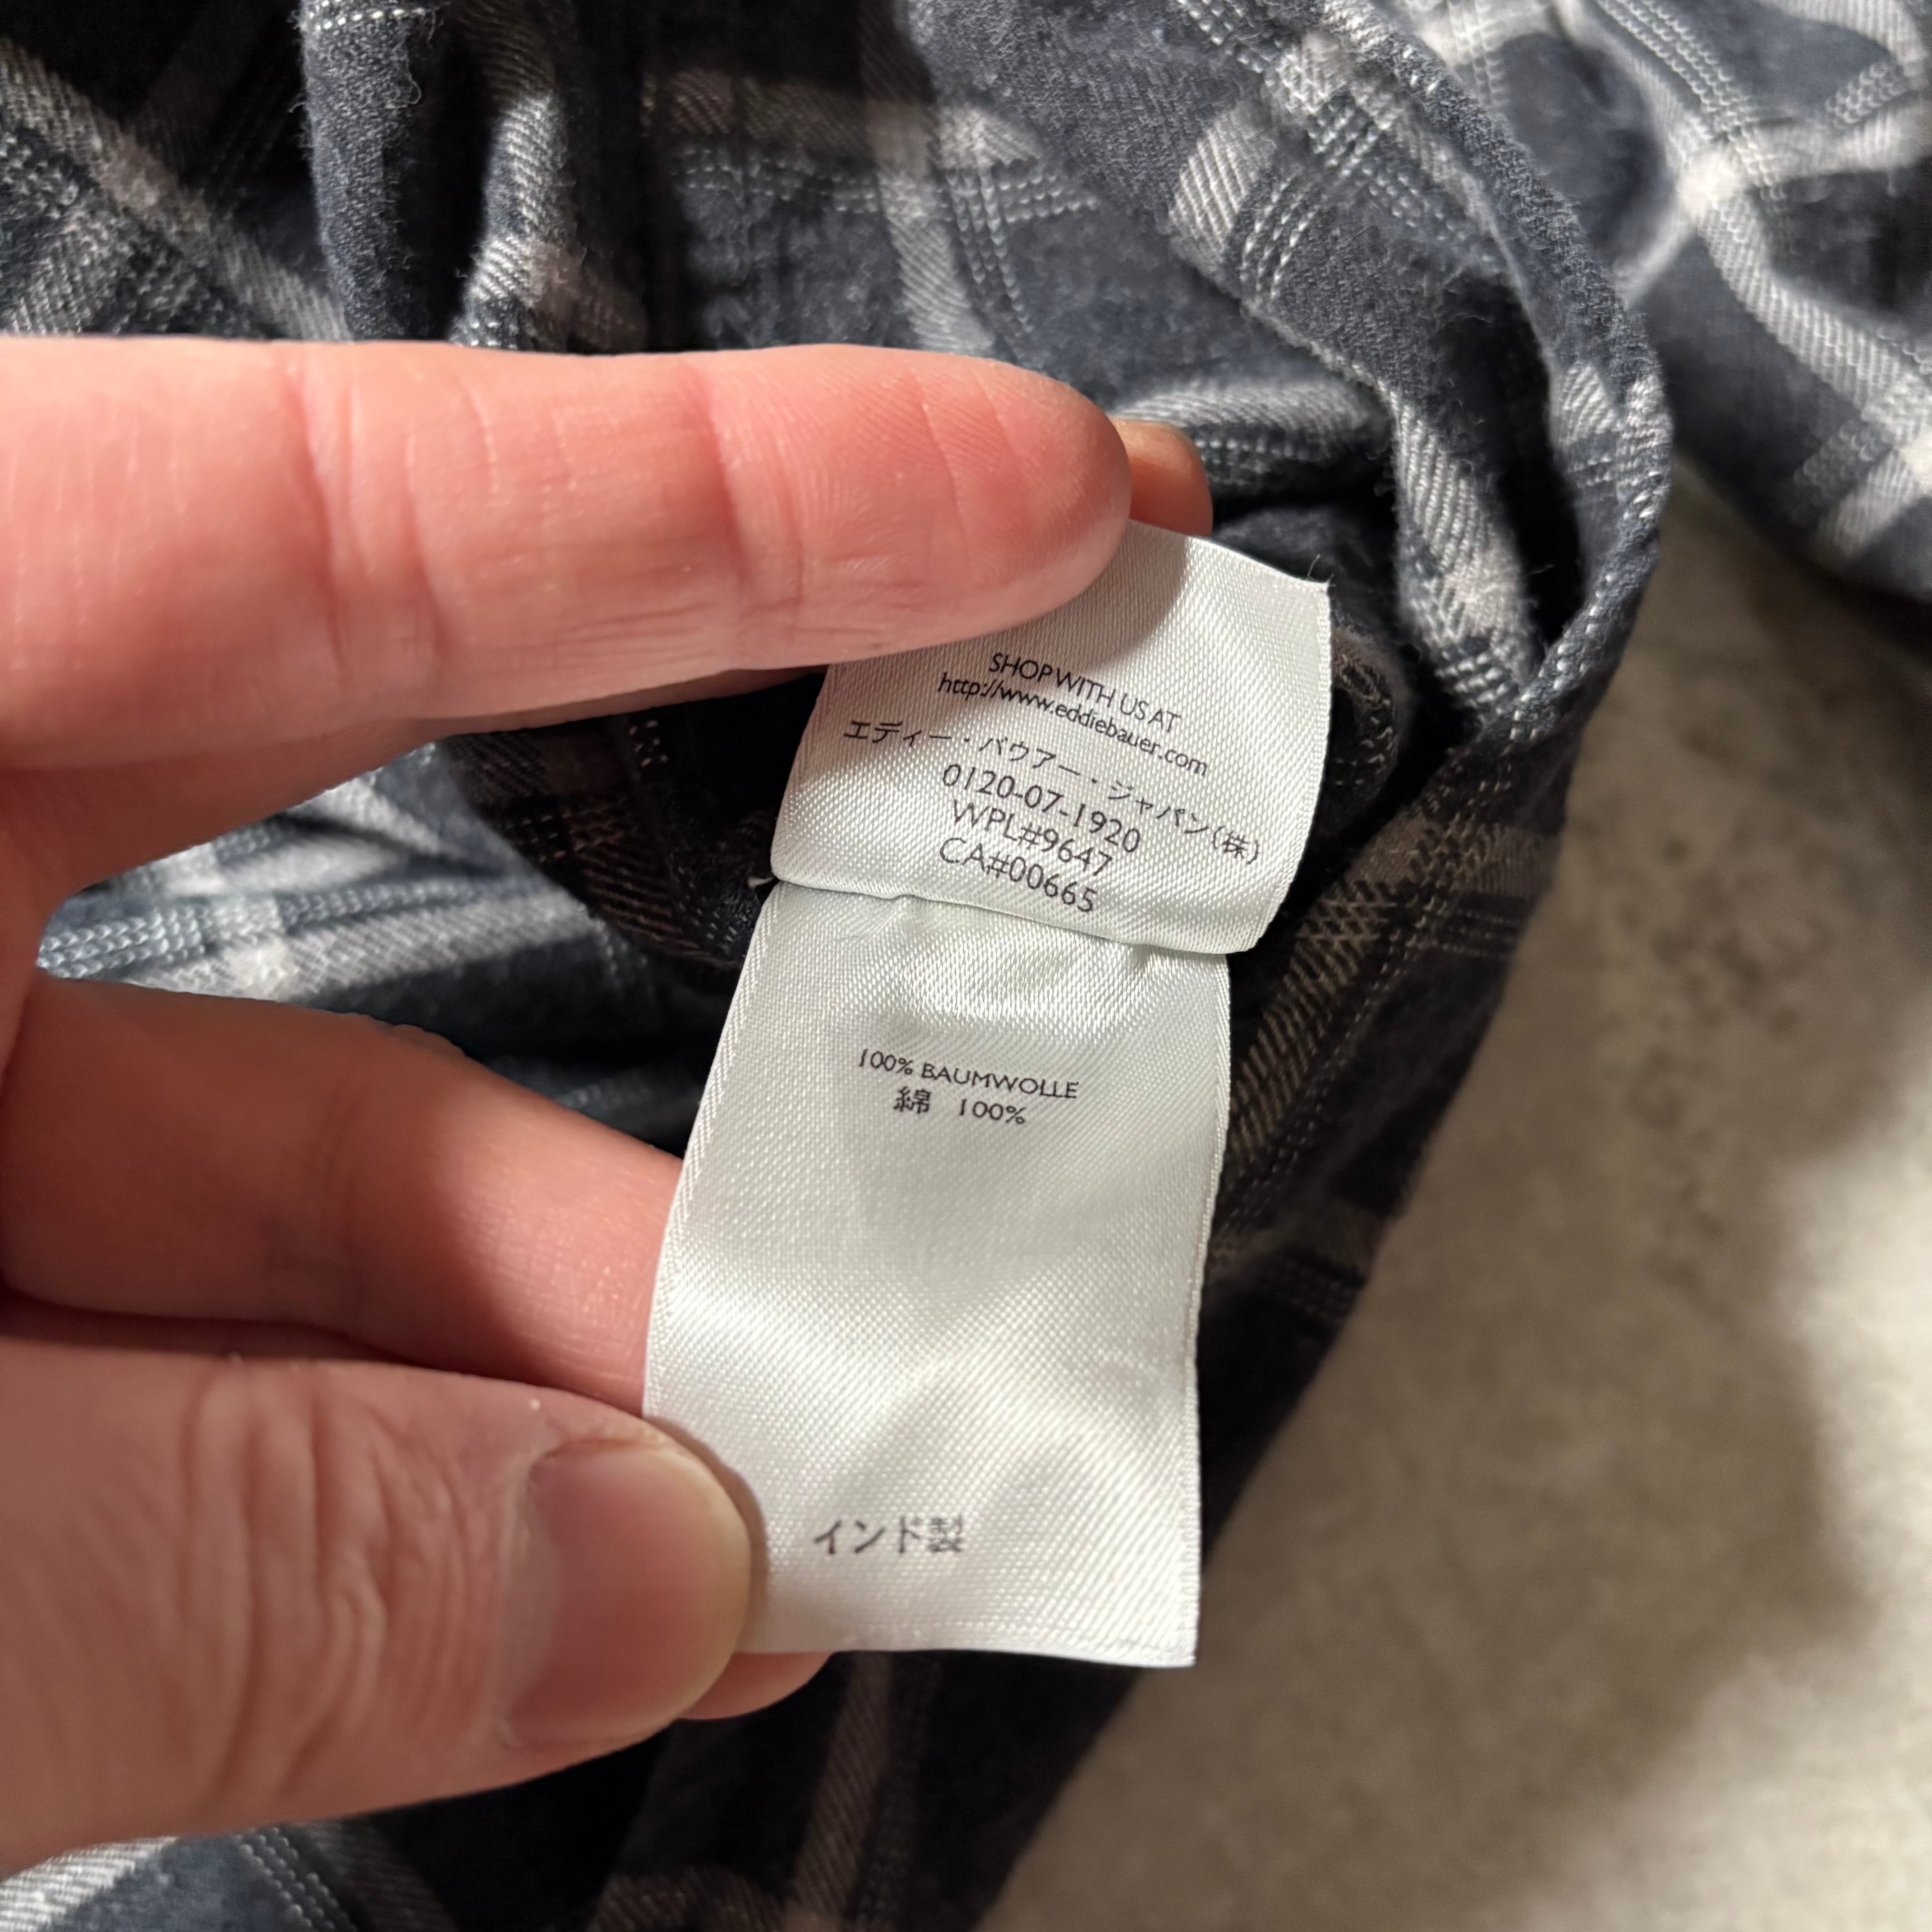 SHOP WITH US AT
http://www.eddiebauer.com
エディー・バウアー・ジャパン(株)
0120-07-1920
WPL#9647
CA#00665
100% BAUMWOLLE
綿 100%
インド製